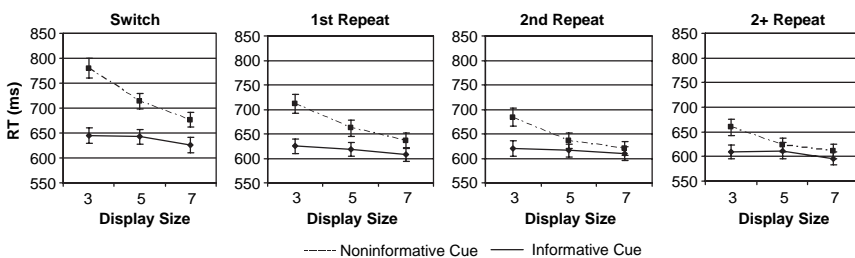 Switch
1st Repeat
2nd Repeat
2+ Repeat
RT (ms)
850
800
750
700
650
600
550
850
800
750
700
650
600
550
850
800
750
700
650
600
550
850
800
750
700
650
600
550
3 5 7
3 5 7
3 5 7
3 5 7
Display Size
Display Size
Display Size
Display Size
Noninformative Cue Informative Cue